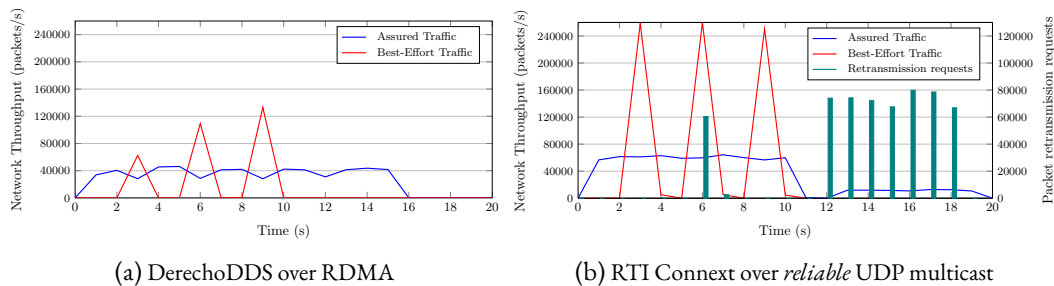 Network Throughput (packets/s)
240000
200000
160000
120000
80000
40000
0
Assured Traffic
Best-Effort Traffic
0 2 4 6 8 10 12 14 16 18 20
Time (s)
(a) DerechoDDS over RDMA
Network Throughput (packets/s)
240000
200000
160000
120000
80000
40000
0
Assured Traffic
Best-Effort Traffic
Retransmission requests
120000
100000
80000
60000
40000
20000
0
Packet retransmission requests
0 2 4 6 8 10 12 14 16 18 20
Time (s)
(b) RTI Connext over reliable UDP multicast